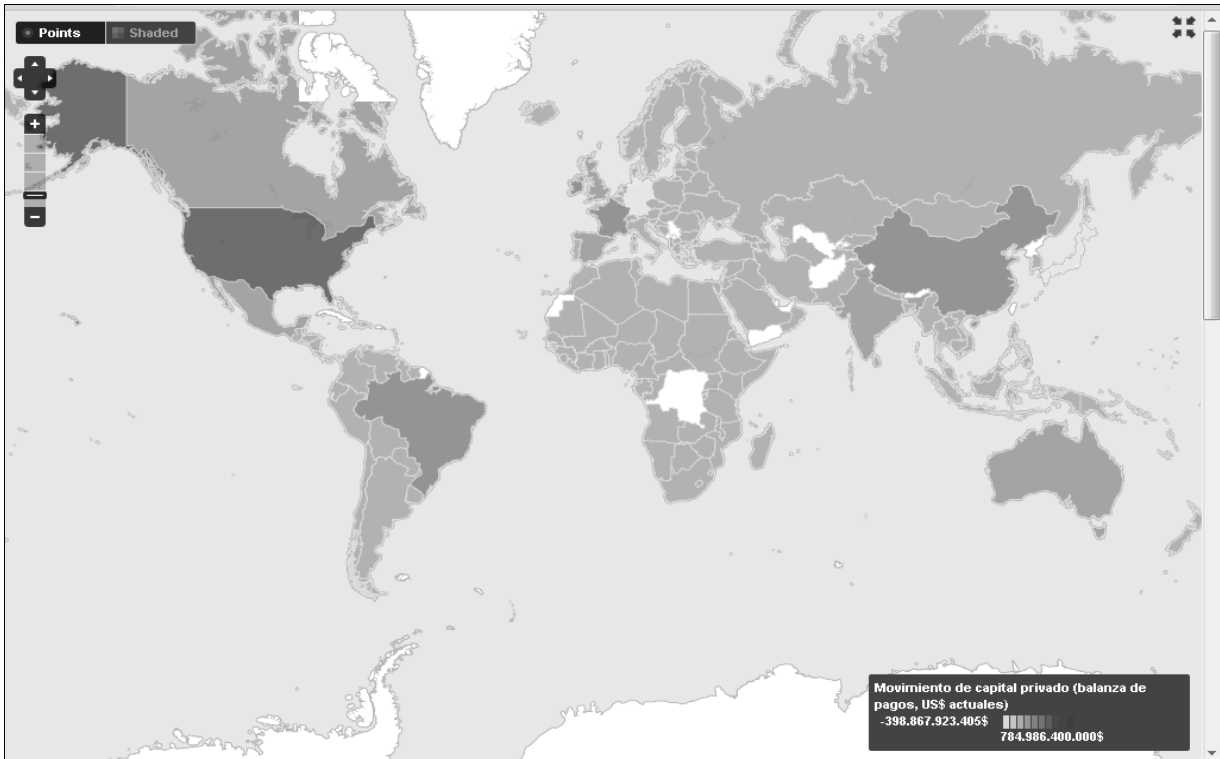 Points Shaded
Movimiento de capital privado (balanza de
pagos, US$ actuales)
-398.867.923.405$
784.986.400.000$